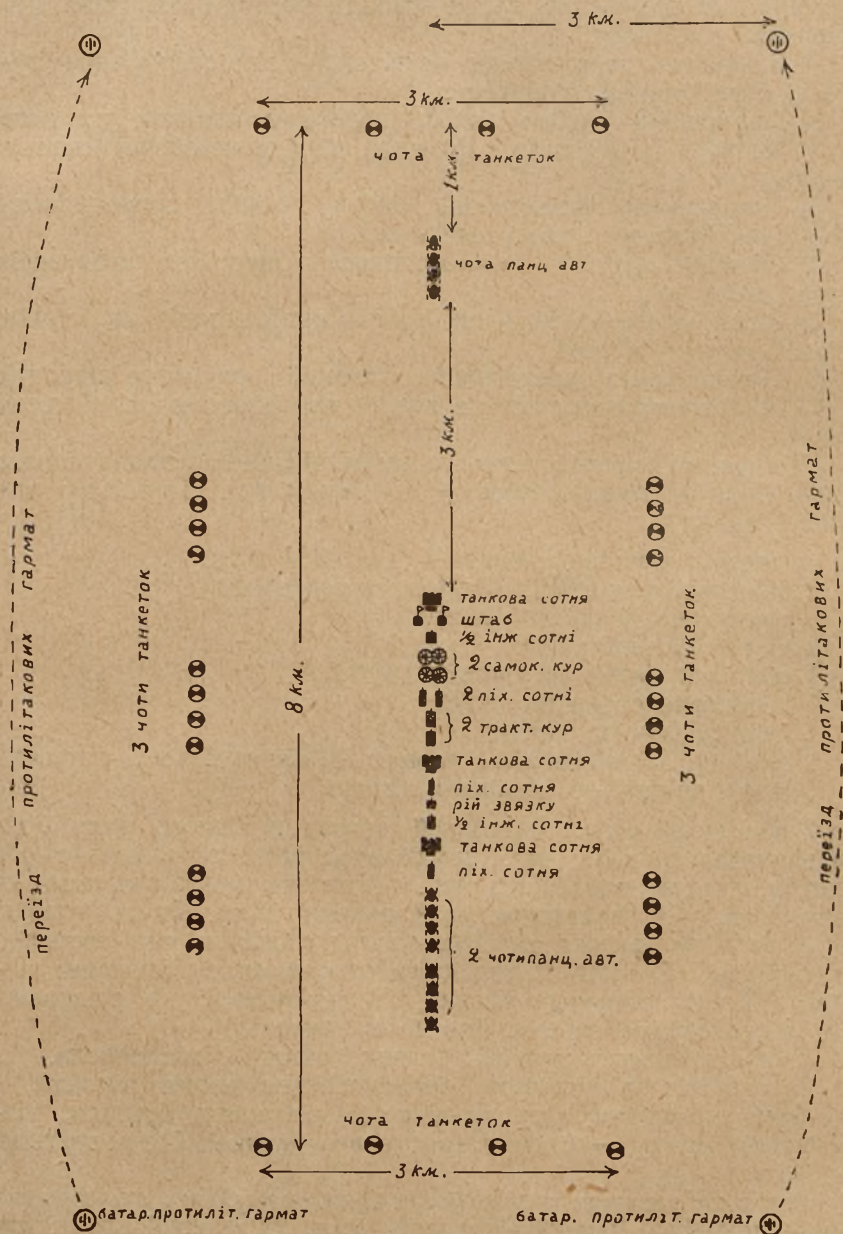 3 км.
3 км.
чота танкеток
1 км.
чота панц авт
3 км.
8 км.
переїзд протилітакових гармат
3 чоти танкеток
танкова сотня
штаб
½ інж сотні
2 самок. кур
2 піх. сотні
2 тракт. кур
танкова сотня
піх. сотня
рій звязку
½ інж. сотні
танкова сотня
піх. сотня
2 чоти панц. авт.
3 чоти танкеток.
переїзд протилітакових гармат
чота танкеток
3 км.
батар. протиліт. гармат
батар. протиліт. гармат